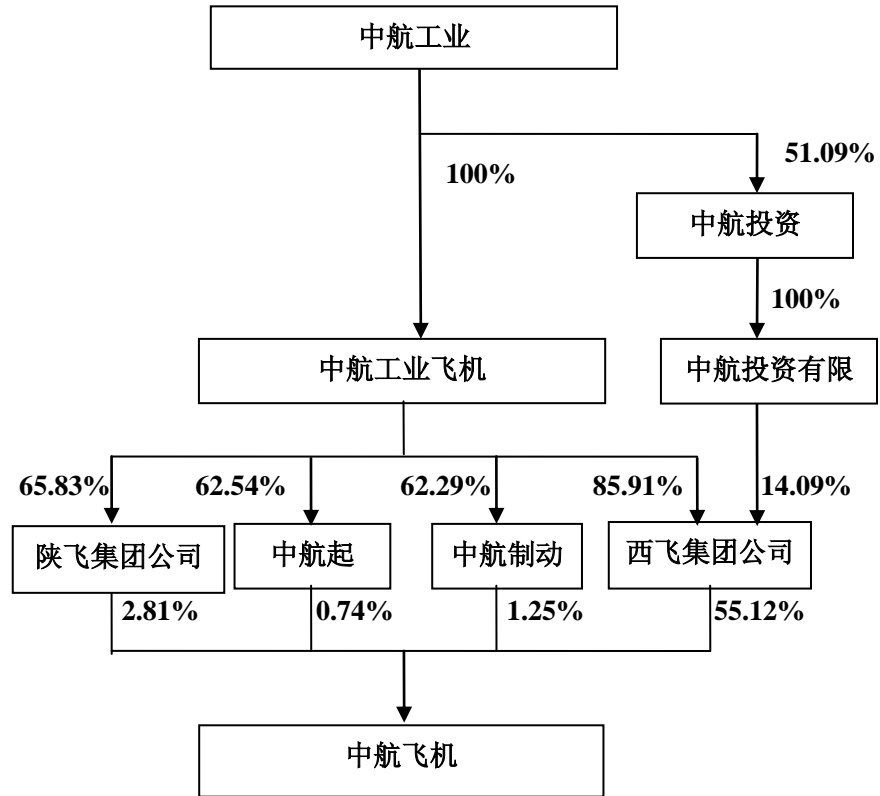 中航工业
51.09%
100%
中航投资
100%
中航工业飞机
中航投资有限
65.83% 62.54% 62.29% 85.91% 14.09%
陕飞集团公司 中航起 中航制动 西飞集团公司
2.81% 0.74% 1.25% 55.12%
中航飞机